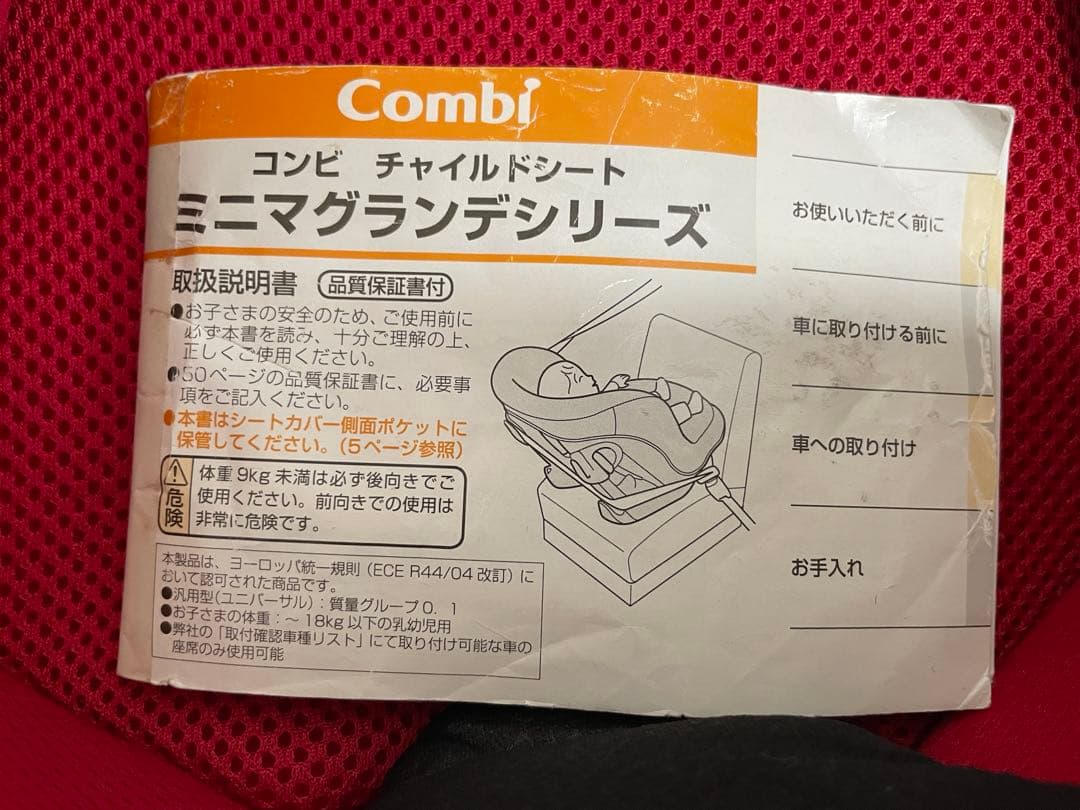 Combi
コンビ チャイルドシート
ミニマグランデシリーズ
取扱説明書 品質保証書付
●お子さまの安全のため、ご使用前に
必ず本書を読み、十分ご理解の上、
正しくご使用ください。
●50ページの品質保証書に、必要事
項をご記入ください。
●本書はシートカバー側面ポケットに
保管してください。(5ページ参照)
危険
体重9kg未満は必ず後向きでご
使用ください。前向きでの使用は
非常に危険です。
本製品は、ヨーロッパ統一規則(ECE R44/04改訂)に
おいて認可された商品です。
●汎用型(ユニバーサル):質量グループ0、1
●お子さまの体重:~18kg以下の乳幼児用
●弊社の「取付確認車種リスト」にて取り付け可能な車の
座席のみ使用可能
お使いいただく前に
車に取り付ける前に
車への取り付け
お手入れ